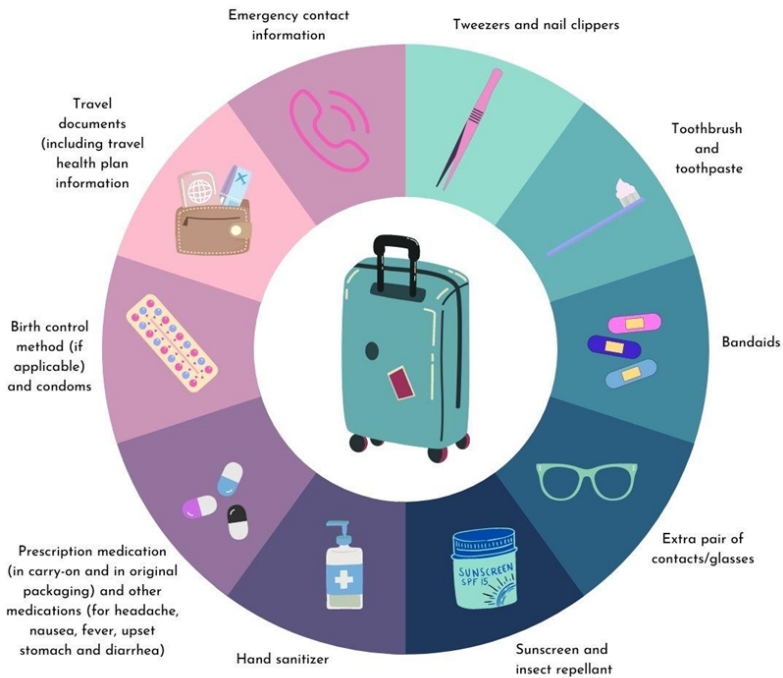 Emergency contact
information
Tweezers and nail clippers
Toothbrush
and
toothpaste
Bandaids
Extra pair of
contacts/glasses
Sunscreen and
insect repellant
Hand sanitizer
Prescription medication
(in carry-on and in original
packaging) and other
medications (for headache,
nausea, fever, upset
stomach and diarrhea)
Birth control
method (if
applicable)
and condoms
Travel
documents
(including travel
health plan
information
SUNSCREEN
SPF 15